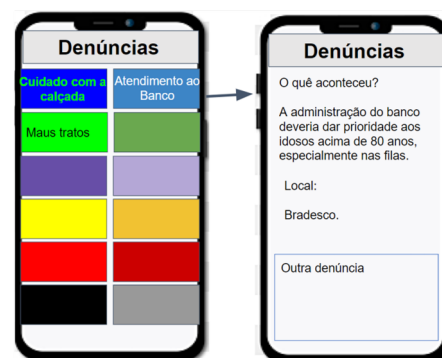 Denúncias
Cuidado com a
calçada
Atendimento ao
Banco
Maus tratos
Denúncias
O quê aconteceu?
A administração do banco
deveria dar prioridade aos
idosos acima de 80 anos,
especialmente nas filas.
Local:
Bradesco.
Outra denúncia